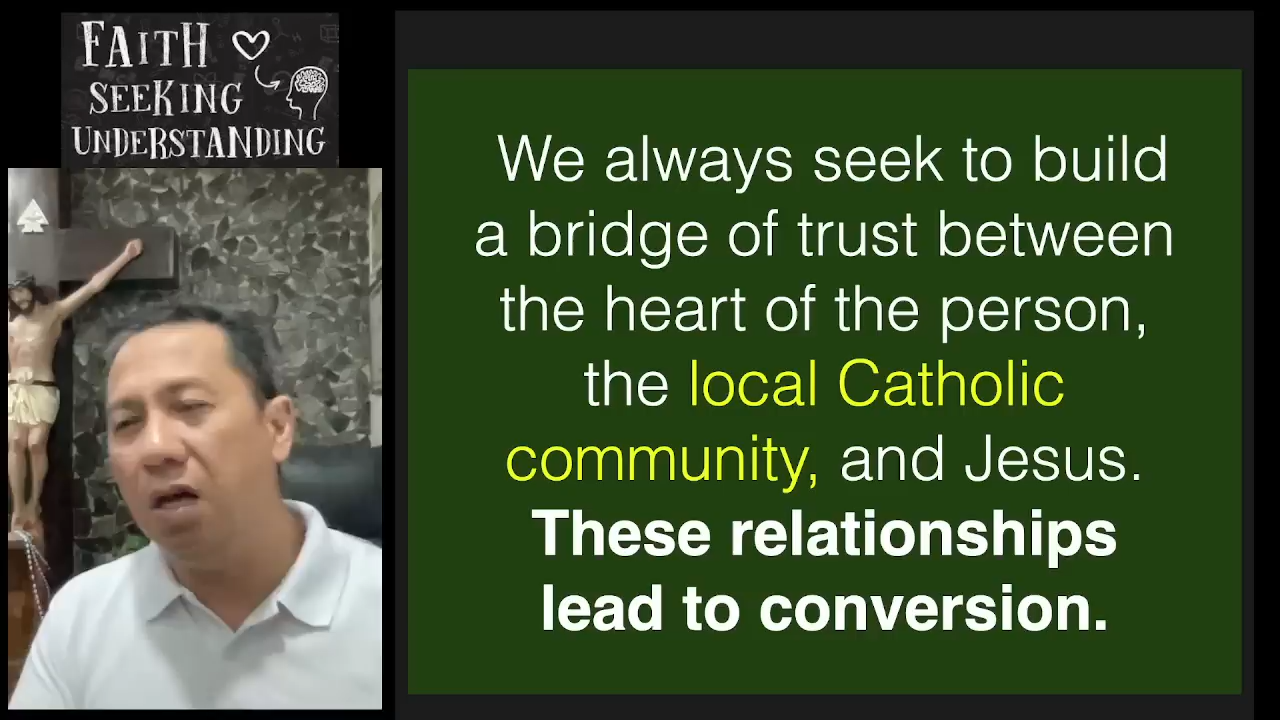 FAITH
SEEKING
UNDERSTANDING
We always seek to build
a bridge of trust between
the heart of the person,
the local Catholic
community, and Jesus.
These relationships
lead to conversion.